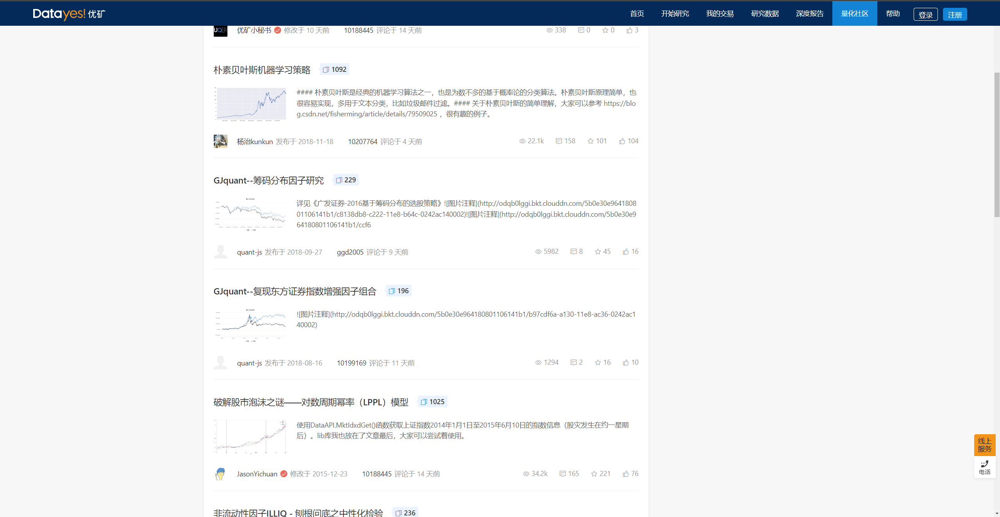 Datayes! 优矿
首页 开始研究 我的交易 研究数据 深度报告 量化社区 帮助 登录 注册
UQER 优矿小秘书 修改于 10 天前 10188445 评论于 14 天前 338 0 0 3
朴素贝叶斯机器学习策略 1092
#### 朴素贝叶斯是经典的机器学习算法之一，也是为数不多的基于概率论的分类算法。朴素贝叶斯原理简单，也
很容易实现，多用于文本分类，比如垃圾邮件过滤。#### 关于朴素贝叶斯的简单理解，大家可以参考 https://blo
g.csdn.net/fisherming/article/details/79509025 ，很有趣的例子。
杨治kunkun 发布于 2018-11-18 10207764 评论于 4 天前 22.1k 158 101 104
GJquant--筹码分布因子研究 229
累计收益率
详见《广发证券-2016基于筹码分布的选股策略》![图片注释](http://odqb0lggi.bkt.clouddn.com/5b0e30e9641808
01106141b1/c8138db8-c222-11e8-b64c-0242ac140002)![图片注释](http://odqb0lggi.bkt.clouddn.com/5b0e30e9
64180801106141b1/ccf6
quant-js 发布于 2018-09-27 ggd2005 评论于 9 天前 5982 8 45 16
GJquant--复现东方证券指数增强因子组合 196
累计收益率
![图片注释](http://odqb0lggi.bkt.clouddn.com/5b0e30e964180801106141b1/b97cdf6a-a130-11e8-ac36-0242ac1
40002)
quant-js 发布于 2018-08-16 10199169 评论于 11 天前 1294 2 16 10
破解股市泡沫之谜——对数周期幂率（LPPL）模型 1025
使用DataAPI.MktIdxdGet()函数获取上证指数2014年1月1日至2015年6月10日的指数信息（股灾发生在约一星期
后）。lib库我也放在了文章最后，大家可以尝试着使用。
JasonYichuan 修改于 2015-12-23 10188445 评论于 14 天前 34.2k 165 221 76
非流动性因子ILLIQ - 刨根问底之中性化检验 236
线上
服务
电话